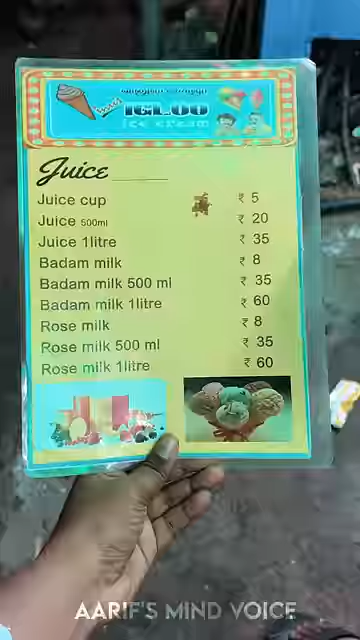 IGLOO
ice cream
Juice
Juice cup ₹ 5
Juice 500ml ₹ 20
Juice 1litre ₹ 35
Badam milk ₹ 8
Badam milk 500 ml ₹ 35
Badam milk 1litre ₹ 60
Rose milk ₹ 8
Rose milk 500 ml ₹ 35
Rose milk 1litre ₹ 60
AARIF'S MIND VOICE